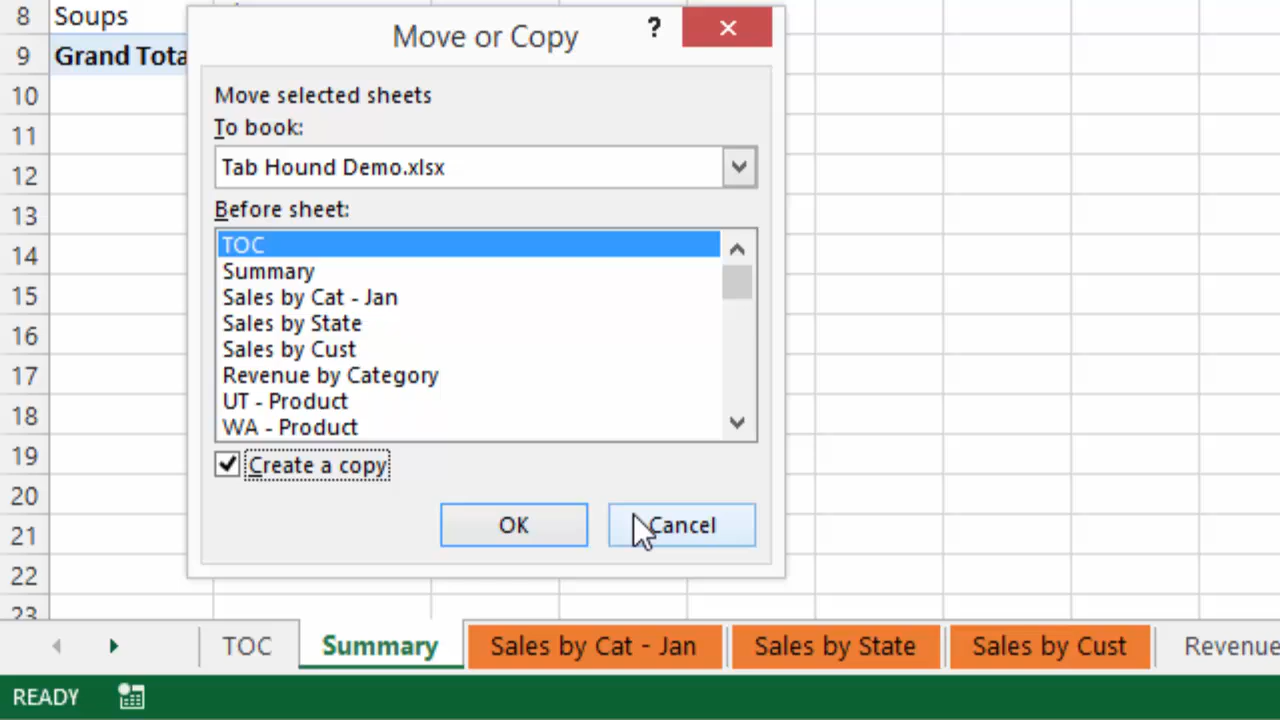 8 Soups
9 Grand Tota
10
11
12
13
14
15
16
17
18
19
20
21
22
23
Move or Copy
?
Move selected sheets
To book:
Tab Hound Demo.xlsx
Before sheet:
TOC
Summary
Sales by Cat - Jan
Sales by State
Sales by Cust
Revenue by Category
UT - Product
WA - Product
Create a copy
OK Cancel
TOC Summary Sales by Cat - Jan Sales by State Sales by Cust Revenue
READY